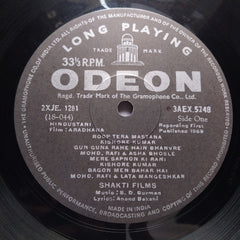 LONG PLAYING
TRADE MARK
33⅓ R.P.M.
ODEON
Regd. Trade Mark of The Gramophone Co., Ltd.
2XJE. 1201 3AEX.5248
(18-044) Side One
HINDUSTANI Recording First
Film: ARADHANA Published 1969
ROOP TERA MASTANA
KISHORE KUMAR
GUN GUNA RAHE HAIN BHANVRE
MOHD. RAFI & ASHA BHOSLE
MERE SAPNON KI RANI
KISHORE KUMAR
BAGON MEN BAHAR HAI
MOHD. RAFI & LATA MANGESHKAR
SHAKTI FILMS
Music: S. D. Burman
Lyrics: Anand Bakshi
MADE IN INDIA